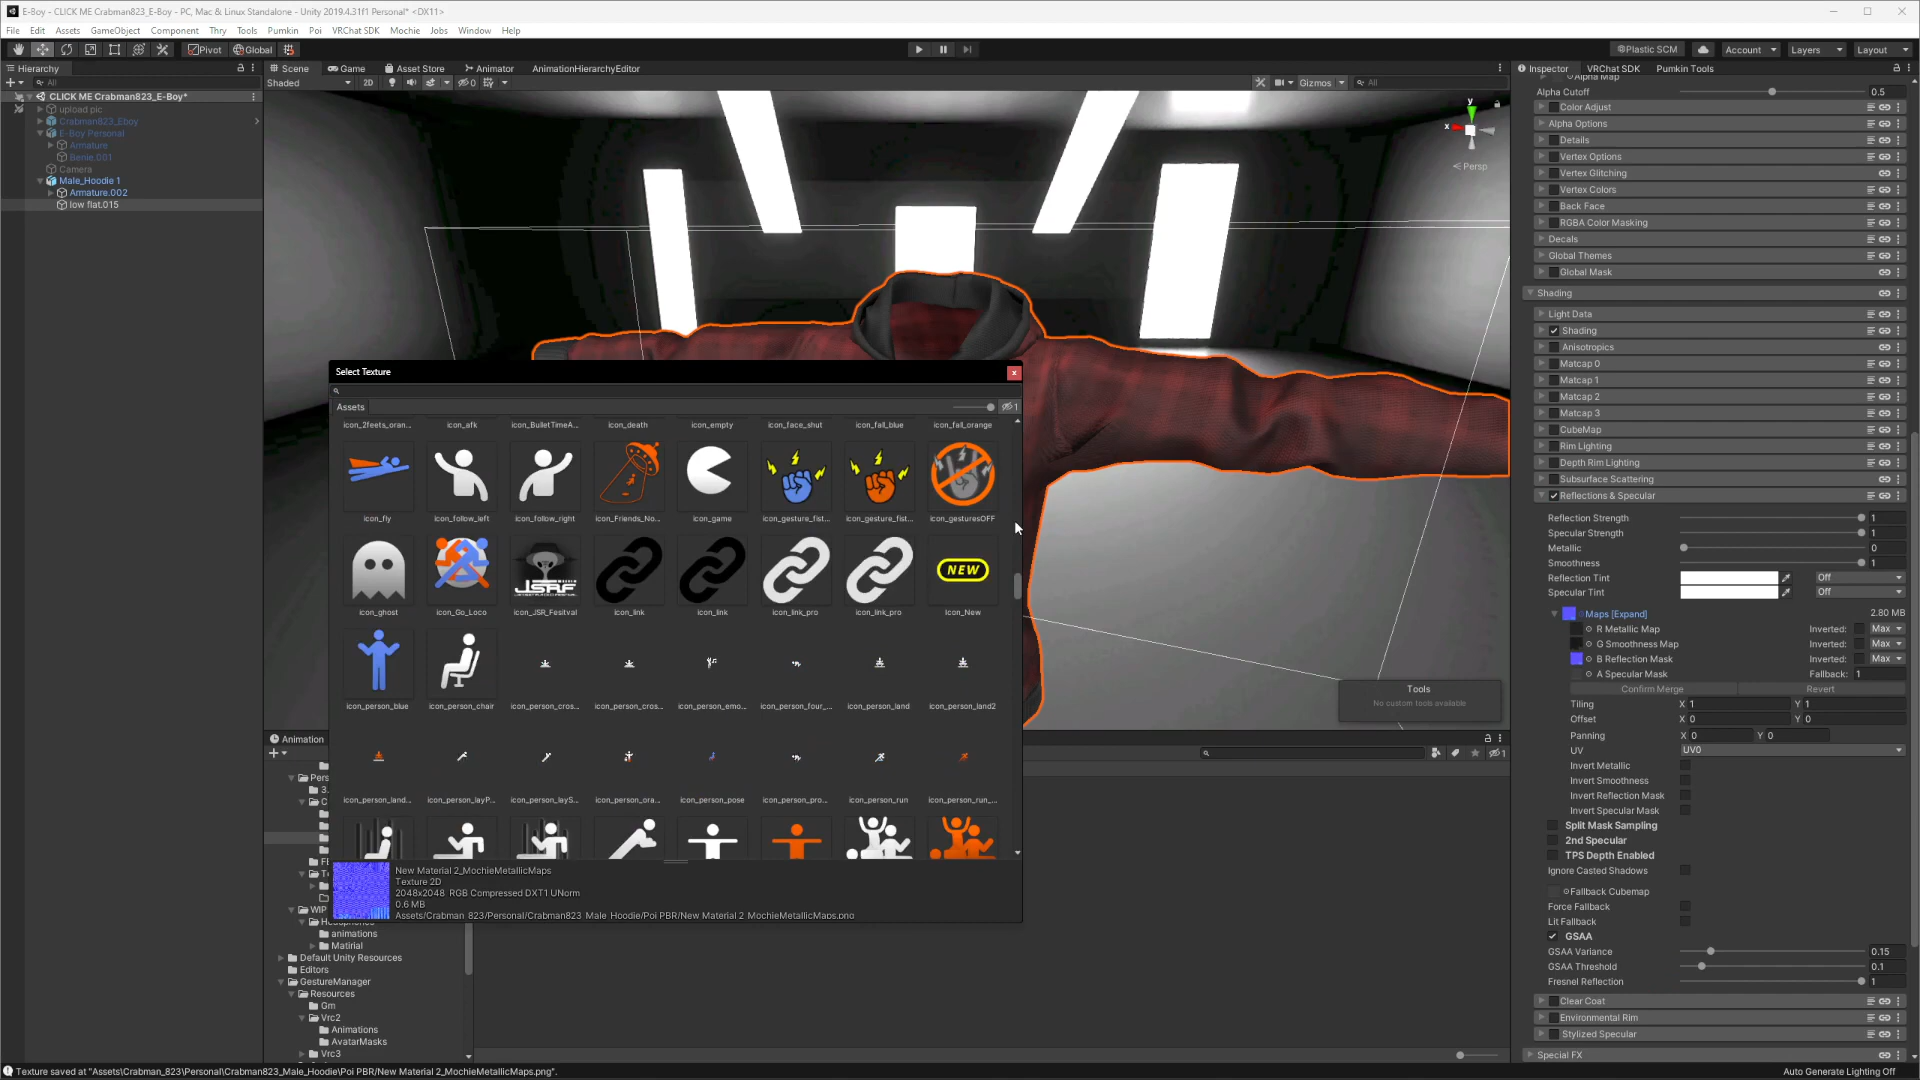 E-Boy - CLICK ME Crabman823_E-Boy - PC, Mac & Linux Standalone - Unity 2019.4.31f1 Personal* <DX11>
File Edit Assets GameObject Component Thry Tools Pumkin Poi VRChat SDK Mochie Jobs Window Help
Pivot Global Plastic SCM Account Layers Layout
Hierarchy
All
CLICK ME Crabman823_E-Boy*
upload pic
Crabman823_Eboy
E-Boy Personal
Armature
Benie.001
Camera
Male_Hoodie 1
Armature.002
low flat.015
Scene Game Asset Store Animator AnimationHierarchyEditor
Shaded 2D 0 Gizmos All
y
x
Persp
Select Texture
Assets
1
icon_2feets_oran... icon_afk icon_BulletTimeA... icon_death icon_empty icon_face_shut icon_fall_blue icon_fall_orange
icon_fly icon_follow_left icon_follow_right icon_Friends_No... icon_game icon_gesture_fist... icon_gesture_fist... icon_gesturesOFF
JSRF
NEW
icon_ghost icon_Go_Loco icon_JSR_Fesitval icon_link icon_link icon_link_pro icon_link_pro Icon_New
icon_person_blue icon_person_chair icon_person_cros... icon_person_cros... icon_person_emo... icon_person_four_... icon_person_land icon_person_land2
icon_person_land... icon_person_layP... icon_person_layS... icon_person_ora... icon_person_pose icon_person_pro... icon_person_run icon_person_run_...
New Material 2_MochieMetallicMaps
Texture 2D
2048x2048 RGB Compressed DXT1 UNorm
0.6 MB
Assets/Crabman_823/Personal/Crabman823_Male_Hoodie/Poi PBR/New Material 2_MochieMetallicMaps.png
Tools
No custom tools available
Animation
1
Pers
3.
C
FE
T
WIP
H
animations
Matirial
Default Unity Resources
Editors
GestureManager
Resources
Gm
Vrc2
Animations
AvatarMasks
Vrc3
Inspector VRChat SDK Pumkin Tools
Alpha Map
Alpha Cutoff 0.5
Color Adjust
Alpha Options
Details
Vertex Options
Vertex Glitching
Vertex Colors
Back Face
RGBA Color Masking
Decals
Global Themes
Global Mask
Shading
Light Data
Shading
Anisotropics
Matcap 0
Matcap 1
Matcap 2
Matcap 3
CubeMap
Rim Lighting
Depth Rim Lighting
Subsurface Scattering
Reflections & Specular
Reflection Strength 1
Specular Strength 1
Metallic 0
Smoothness 1
Reflection Tint Off
Specular Tint Off
Maps [Expand] 2.80 MB
R Metallic Map Inverted: Max
G Smoothness Map Inverted: Max
B Reflection Mask Inverted: Max
A Specular Mask Fallback: 1
Confirm Merge Revert
Tiling X 1 Y 1
Offset X 0 Y 0
Panning X 0 Y 0
UV UV0
Invert Metallic
Invert Smoothness
Invert Reflection Mask
Invert Specular Mask
Split Mask Sampling
2nd Specular
TPS Depth Enabled
Ignore Casted Shadows
Fallback Cubemap
Force Fallback
Lit Fallback
GSAA
GSAA Variance 0.15
GSAA Threshold 0.1
Fresnel Reflection 1
Clear Coat
Environmental Rim
Stylized Specular
Special FX
Texture saved at "Assets\Crabman_823\Personal\Crabman823_Male_Hoodie\Poi PBR/New Material 2_MochieMetallicMaps.png".
Auto Generate Lighting Off